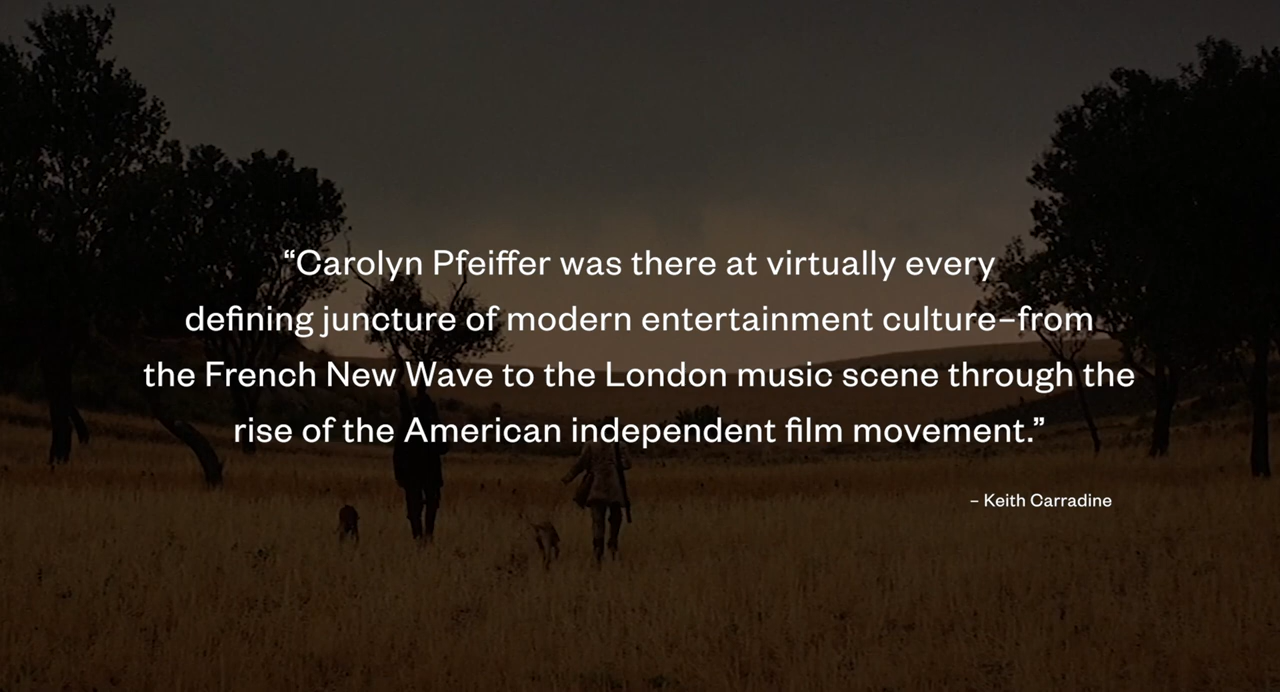 “Carolyn Pfeiffer was there at virtually every
defining juncture of modern entertainment culture–from
the French New Wave to the London music scene through the
rise of the American independent film movement.”
– Keith Carradine